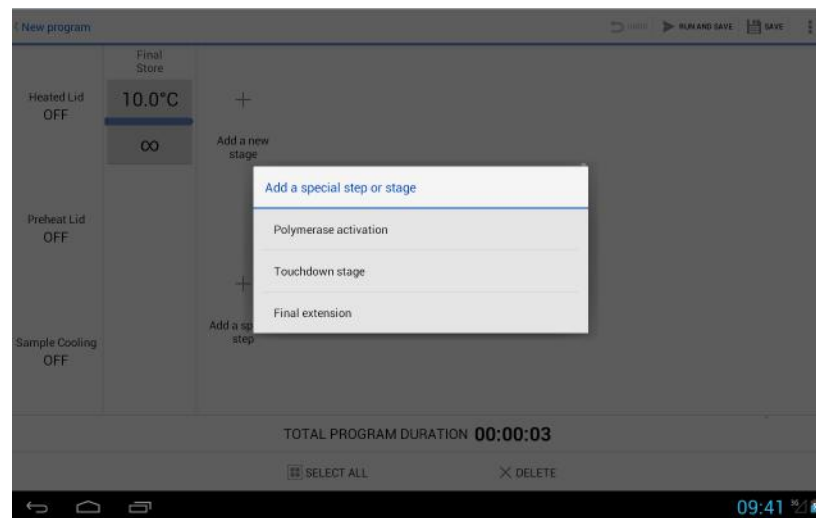 New program
UNDO
RUN AND SAVE
SAVE
Final
Store
Heated Lid
OFF
10.0°C
∞
Add a new
stage
Add a special step or stage
Polymerase activation
Touchdown stage
Final extension
Preheat Lid
OFF
Add a sp
step
Sample Cooling
OFF
TOTAL PROGRAM DURATION 00:00:03
SELECT ALL
DELETE
09:41